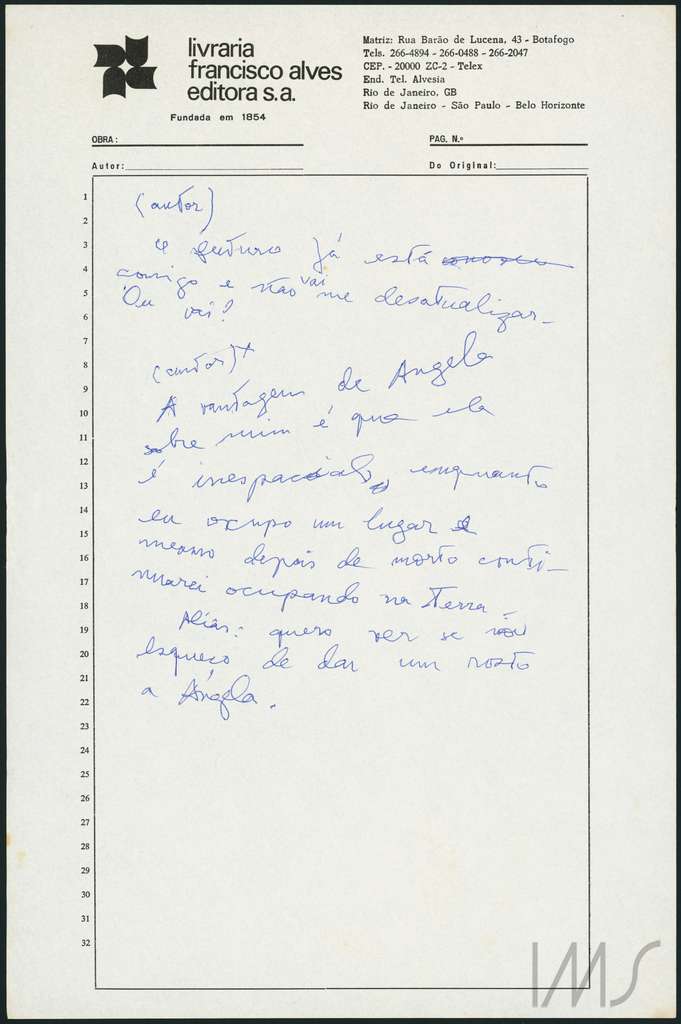 livraria
francisco alves
editora s.a.
Fundada em 1854
Matriz: Rua Barão de Lucena, 43 - Botafogo
Tels. 266-4894 - 266-0488 - 266-2047
CEP. - 20000 ZC-2 - Telex
End. Tel. Alvesia
Rio de Janeiro, GB
Rio de Janeiro - São Paulo - Belo Horizonte
OBRA:
PAG. N.º
Autor:
Do Original:
1
2
3
4
5
6
7
8
9
10
11
12
13
14
15
16
17
18
19
20
21
22
23
24
25
26
27
28
29
30
31
32
(autor)
O futuro já está
comigo e não vai me desatualizar_
Ou vai?
(autor)+
A vantagem de Angela
sobre mim é que ela
é inespacial, enquanto
eu ocupo um lugar e
mesmo depois de morto conti-
nuarei ocupando na Terra.
Aliás: quero ver se não
esqueço de dar um rosto
a Ângela.
IMS